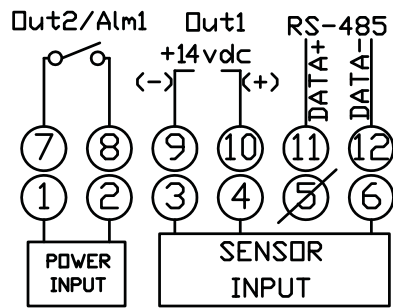 Out2/Alm1 Out1 RS-485
+14vdc
(-) (+) DATA+ DATA-
7 8 9 10 11 12
1 2 3 4 5 6
POWER INPUT
SENSOR INPUT